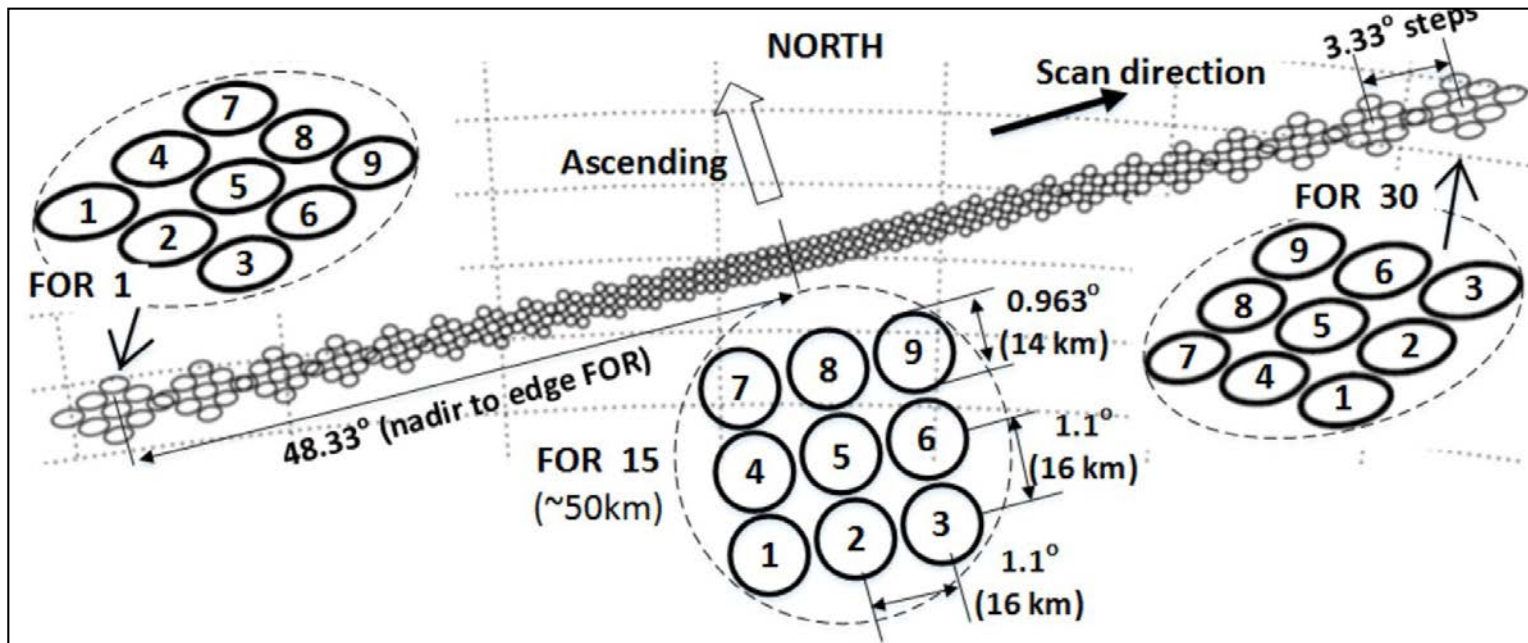 NORTH
3.33° steps
Scan direction
Ascending
7
8
4
9
5
1
6
2
3
FOR 1
FOR 30
9
6
3
8
5
2
7
4
1
48.33° (nadir to edge FOR)
0.963°
(14 km)
9
8
7
6
5
4
3
2
1
1.1°
(16 km)
FOR 15
(~50km)
1.1°
(16 km)